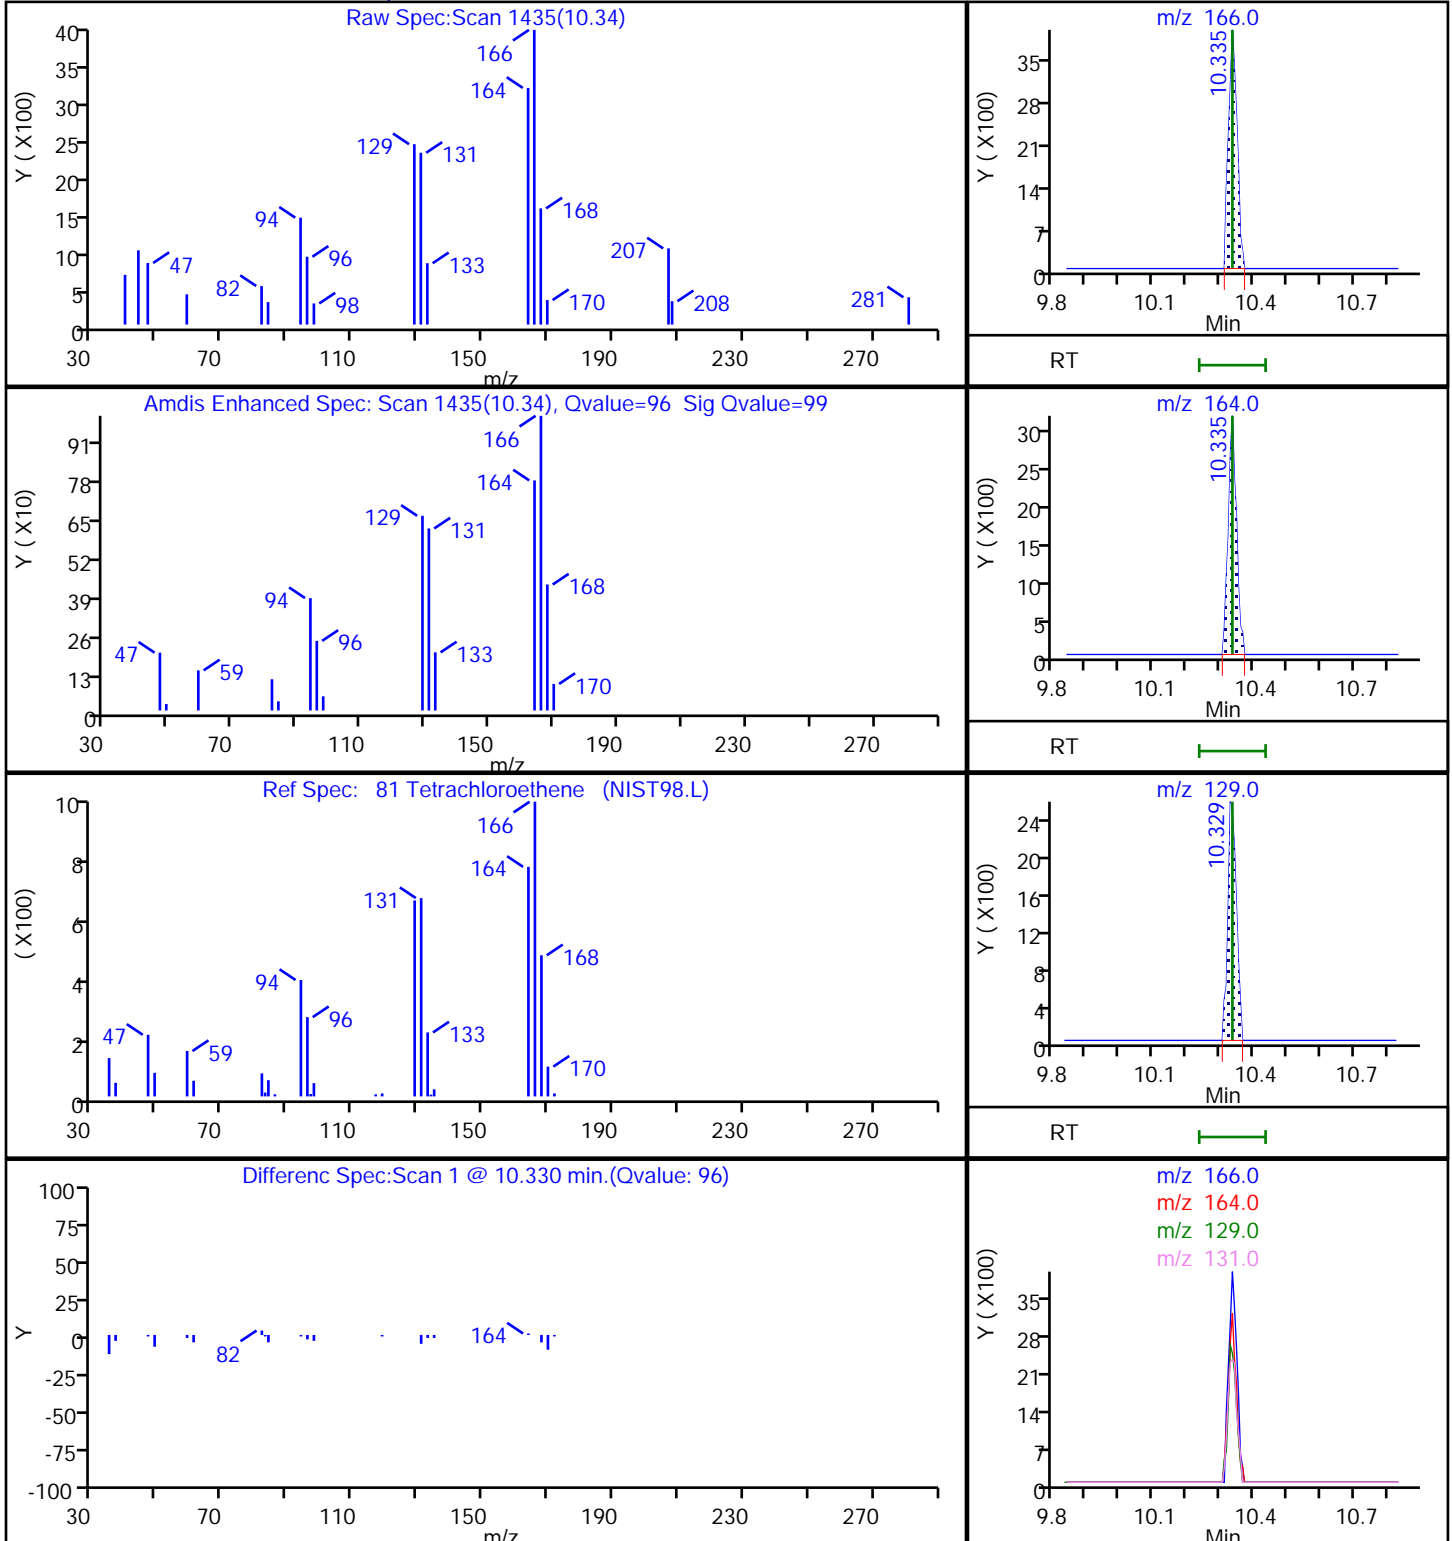 Raw Spec:Scan 1435(10.34)
Y ( X100)
40
35
30
25
20
15
10
5
0
166
164
129
131
94
96
168
207
47
82
98
133
170
208
281
30 70 110 150 190 230 270
m/z
m/z 166.0
Y ( X100)
35
28
21
14
7
0
10.335
9.8 10.1 10.4 10.7
Min
RT
Amdis Enhanced Spec: Scan 1435(10.34), Qvalue=96 Sig Qvalue=99
Y ( X10)
91
78
65
52
39
26
13
0
166
164
129
131
168
94
96
47
59
133
170
30 70 110 150 190 230 270
m/z
m/z 164.0
Y ( X100)
30
25
20
15
10
5
0
10.335
9.8 10.1 10.4 10.7
Min
RT
Ref Spec: 81 Tetrachloroethene (NIST98.L)
( X100)
10
8
6
4
2
0
166
164
131
168
94
96
47
59
133
170
30 70 110 150 190 230 270
m/z 129.0
Y ( X100)
24
20
16
12
8
4
0
10.329
9.8 10.1 10.4 10.7
Min
RT
Differenc Spec:Scan 1 @ 10.330 min.(Qvalue: 96)
Y
100
75
50
25
0
-25
-50
-75
-100
82
164
30 70 110 150 190 230 270
m/z
m/z 166.0
m/z 164.0
m/z 129.0
m/z 131.0
Y ( X100)
35
28
21
14
7
0
9.8 10.1 10.4 10.7
Min